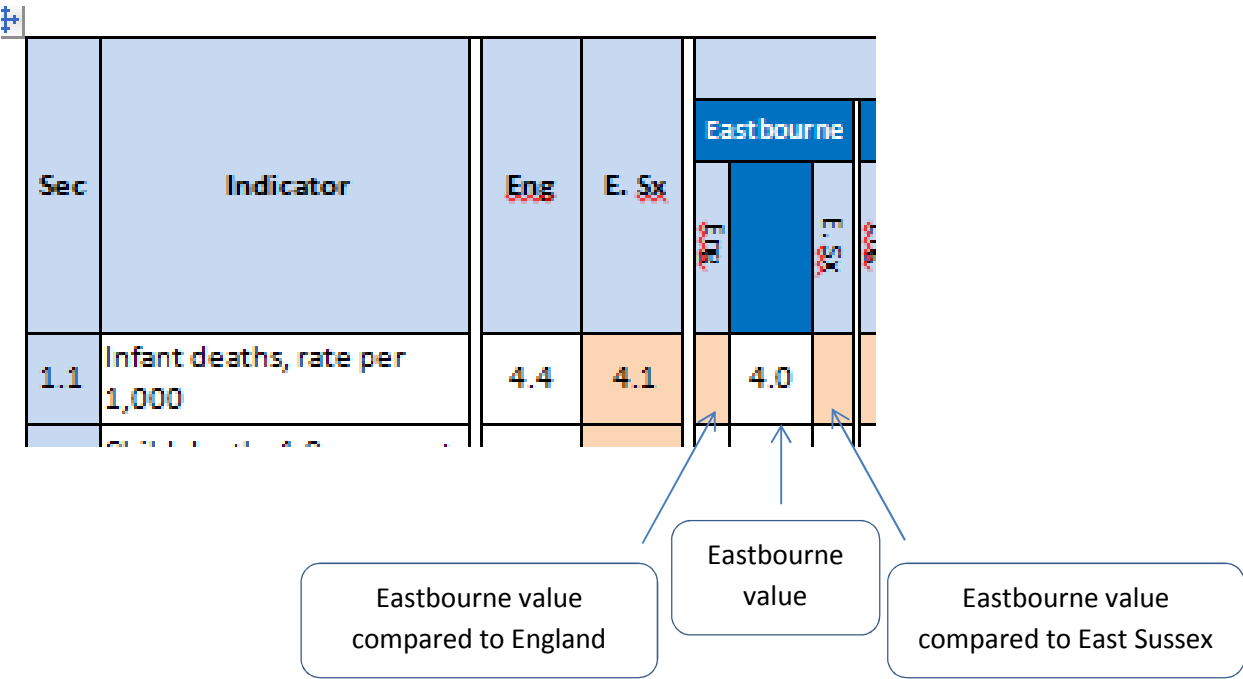 Eastbourne
Sec
Indicator
Eng
E. Sx
Eng
E. Sx
1.1
Infant deaths, rate per
1,000
4.4
4.1
4.0
Eastbourne value
compared to England
Eastbourne
value
Eastbourne value
compared to East Sussex